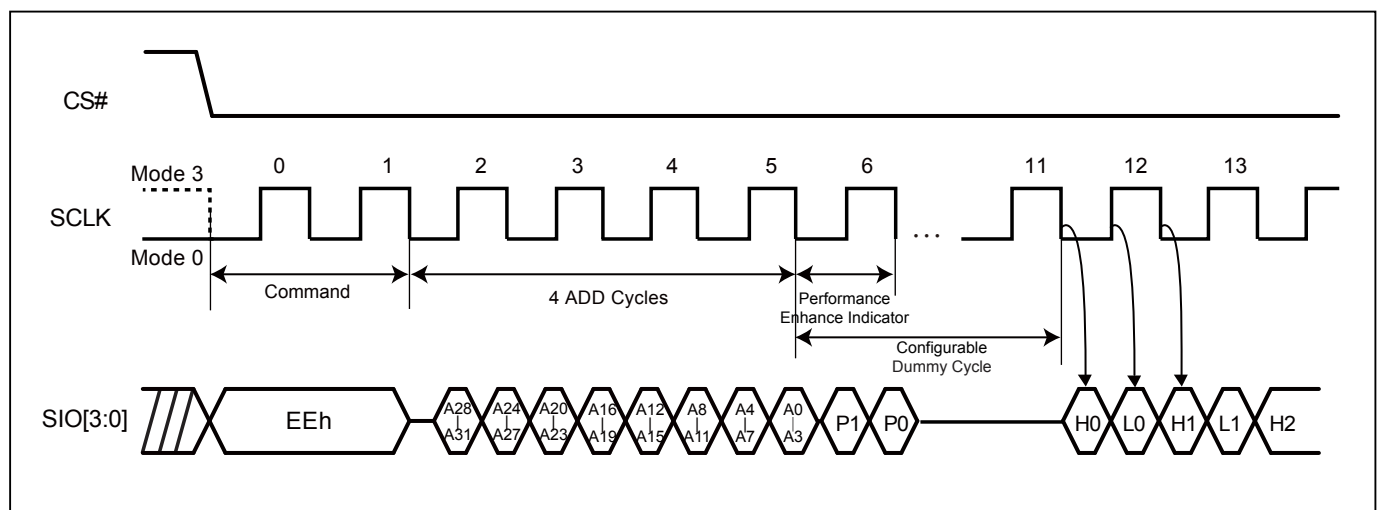 CS#
0 1 2 3 4 5 6 11 12 13
Mode 3
SCLK
...
Mode 0
Command
4 ADD Cycles
Performance
Enhance Indicator
Configurable
Dummy Cycle
SIO[3:0]
EEh
A28 | A31
A24 | A27
A20 | A23
A16 | A19
A12 | A15
A8 | A11
A4 | A7
A0 | A3
P1
P0
H0
L0
H1
L1
H2